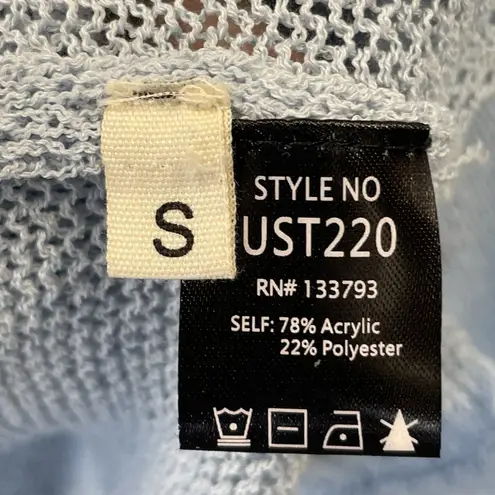 S
STYLE NO
UST220
RN# 133793
SELF: 78% Acrylic
22% Polyester